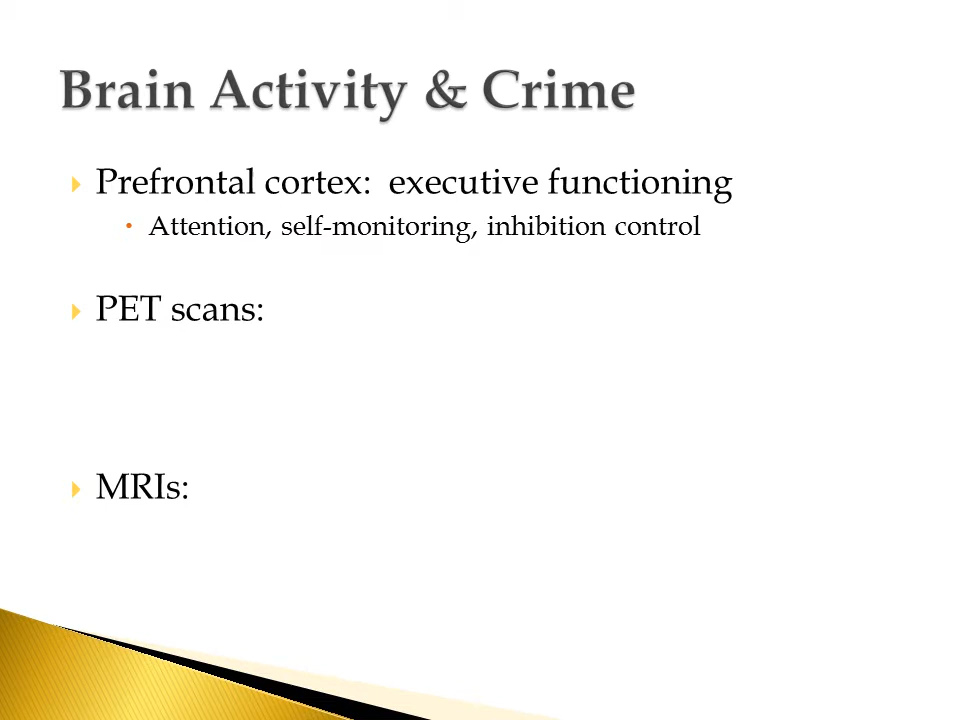 Brain Activity & Crime
Prefrontal cortex: executive functioning
Attention, self-monitoring, inhibition control
PET scans:
MRIs: